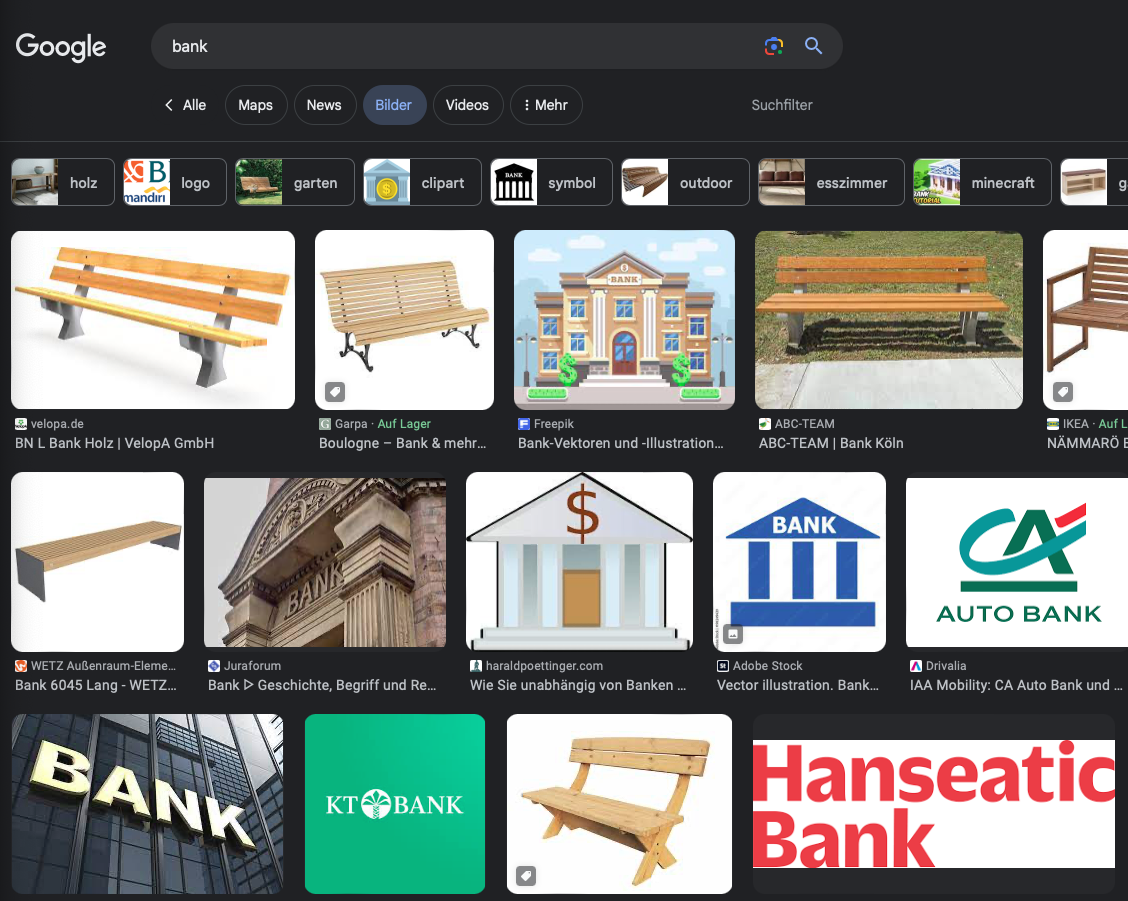 Google
bank
Alle
Maps
News
Bilder
Videos
Mehr
Suchfilter
holz
B
mandiri
logo
garten
clipart
BANK
symbol
outdoor
esszimmer
minecraft
BANK
velopa.de
BN L Bank Holz | VelopA GmbH
Garpa · Auf Lager
Boulogne – Bank & mehr…
Freepik
Bank-Vektoren und -Illustration…
ABC-TEAM
ABC-TEAM | Bank Köln
IKEA · Auf L
NÄMMARÖ
BANK
$
BANK
CA
AUTO BANK
WETZ Außenraum-Eleme…
Bank 6045 Lang - WETZ…
Juraforum
Bank ᐅ Geschichte, Begriff und Re…
haraldpoettinger.com
Wie Sie unabhängig von Banken …
Adobe Stock
Vector illustration. Bank…
Drivalia
IAA Mobility: CA Auto Bank und …
BANK
KT BANK
Hanseatic
Bank